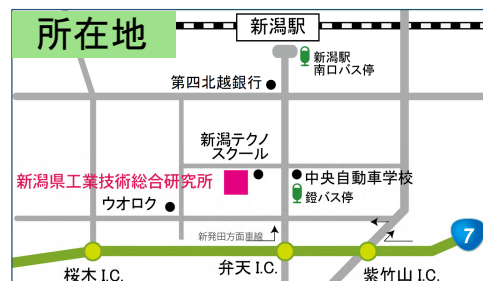 所在地
新潟駅
新潟駅
南口バス停
第四北越銀行
新潟テクノ
スクール
新潟県工業技術総合研究所
中央自動車学校
鐙バス停
ウオロク
新発田方面車線
7
桜木 I.C.
弁天 I.C.
紫竹山 I.C.